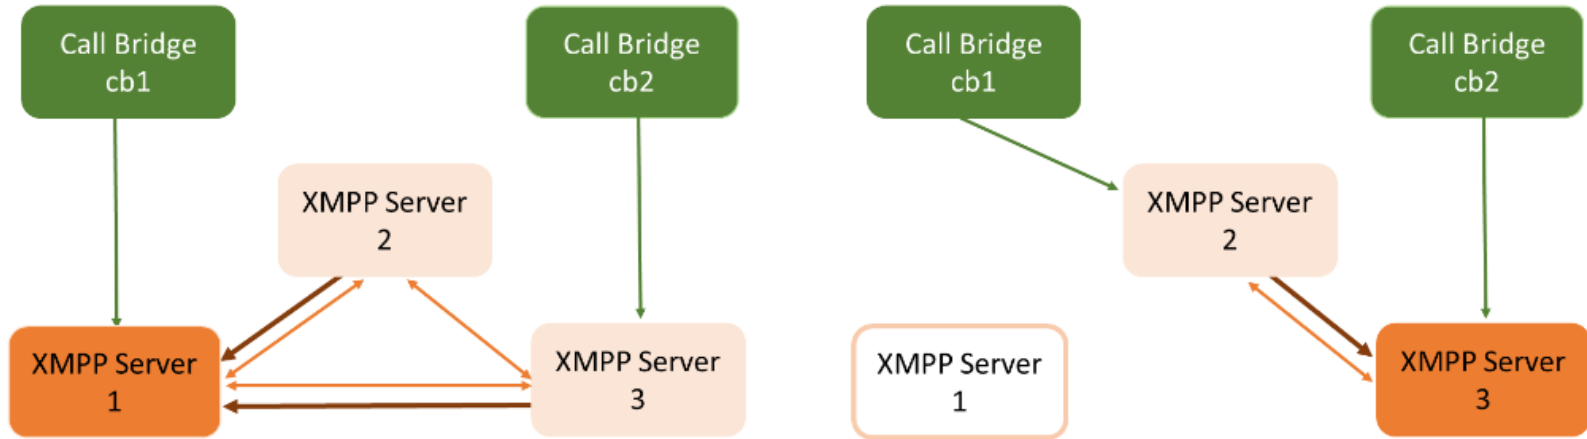 Call Bridge
cb1
Call Bridge
cb2
XMPP Server
2
XMPP Server
1
XMPP Server
3
Call Bridge
cb1
Call Bridge
cb2
XMPP Server
2
XMPP Server
1
XMPP Server
3